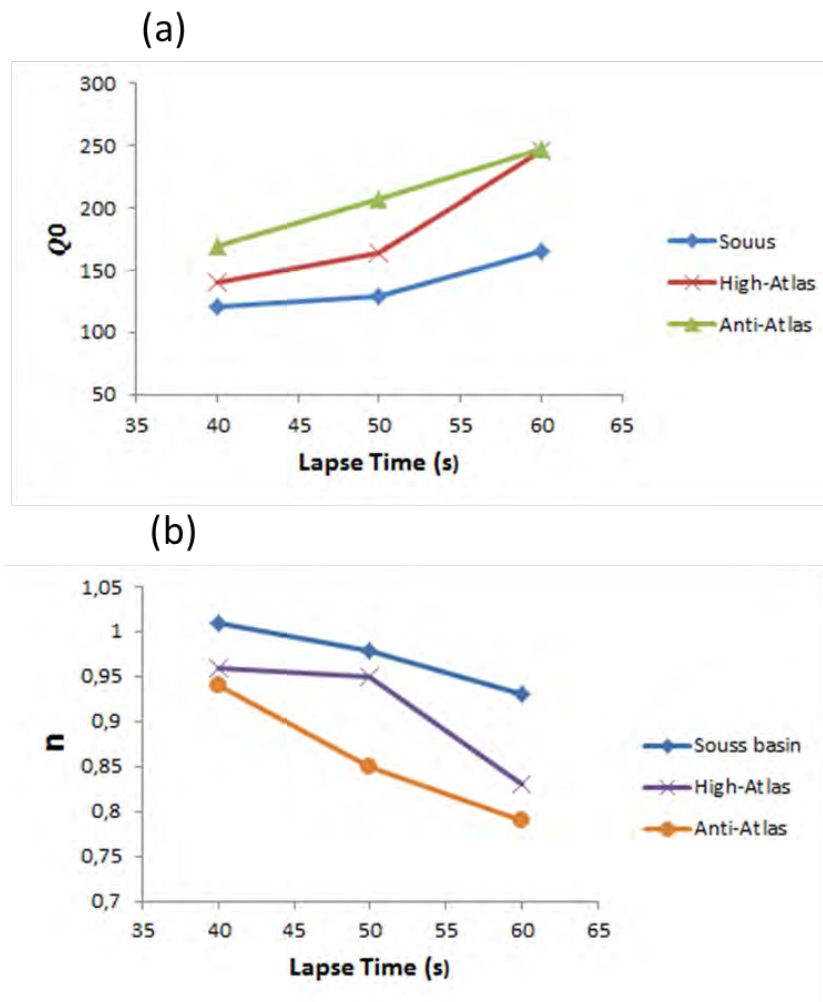 (a)
300
250
200
150
100
50
Q0
35 40 45 50 55 60 65
Lapse Time (s)
Souus
High-Atlas
Anti-Atlas
(b)
1,05
1
0,95
0,9
0,85
0,8
0,75
0,7
n
35 40 45 50 55 60 65
Lapse Time (s)
Souss basin
High-Atlas
Anti-Atlas